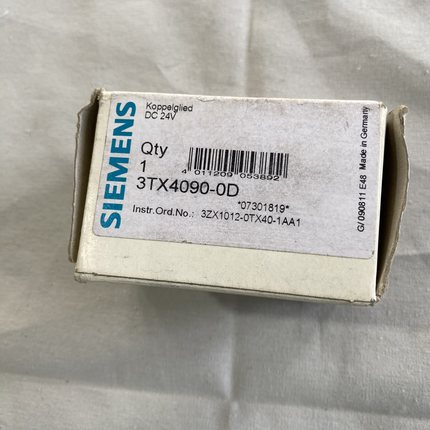 SIEMENS
Koppelglied
DC 24V
Qty
1
4 011209 053892
3TX4090-0D
*07301819*
Instr.Ord.No.: 3ZX1012-0TX40-1AA1
G/ 090811 E48 Made in Germany